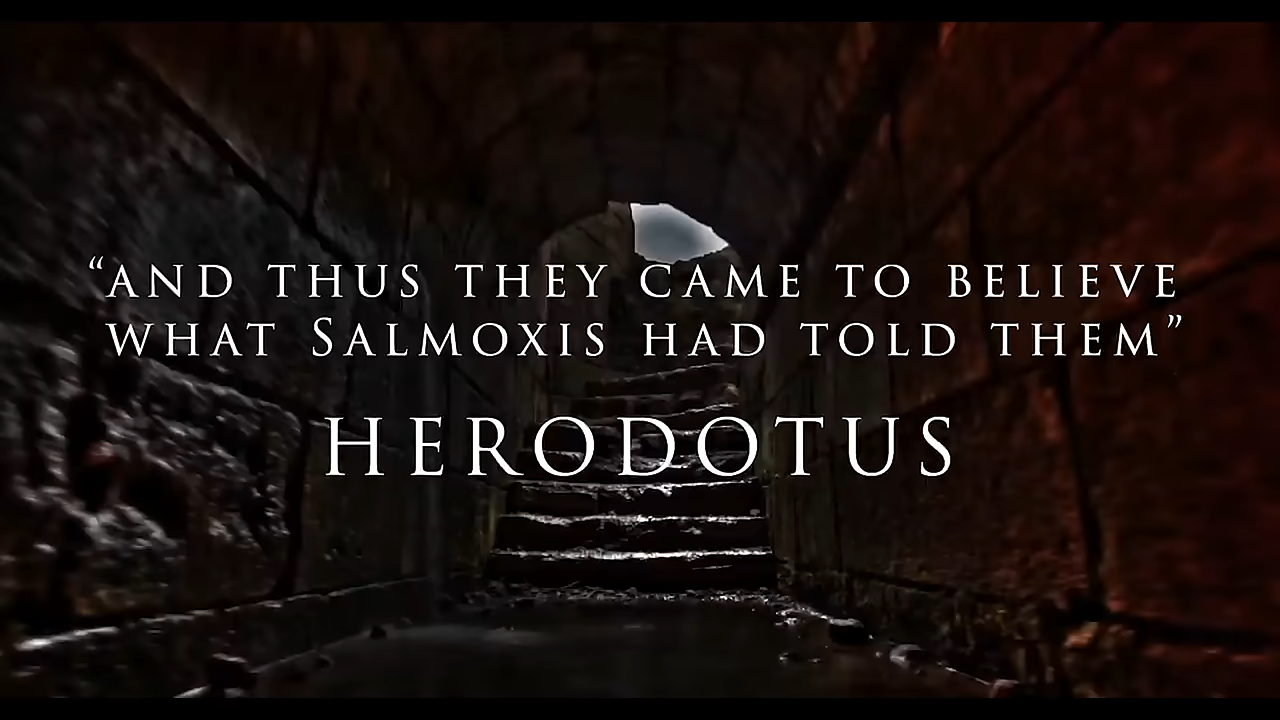 “AND THUS THEY CAME TO BELIEVE
WHAT SALMOXIS HAD TOLD THEM”
HERODOTUS